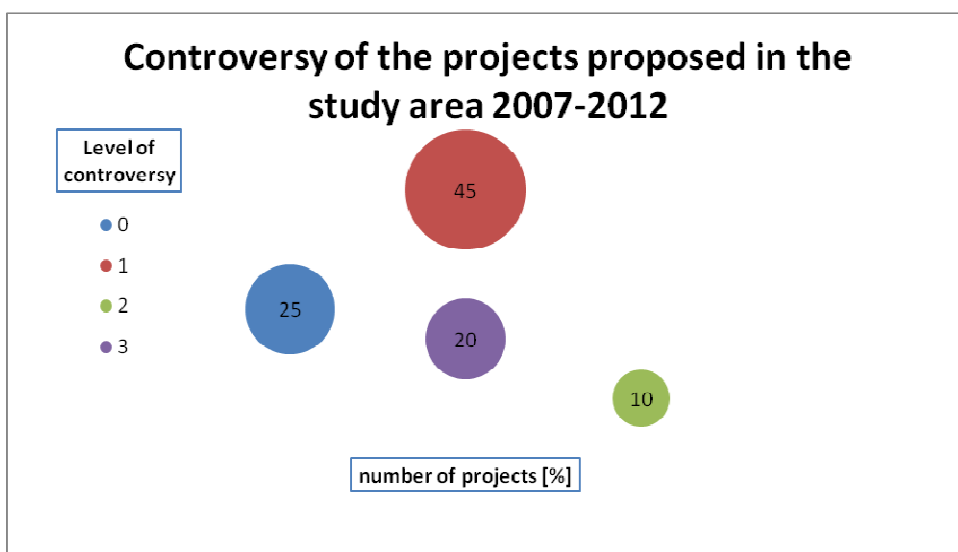 Controversy of the projects proposed in the
study area 2007-2012
Level of
controversy
0
1
2
3
45
25
20
10
number of projects [%]